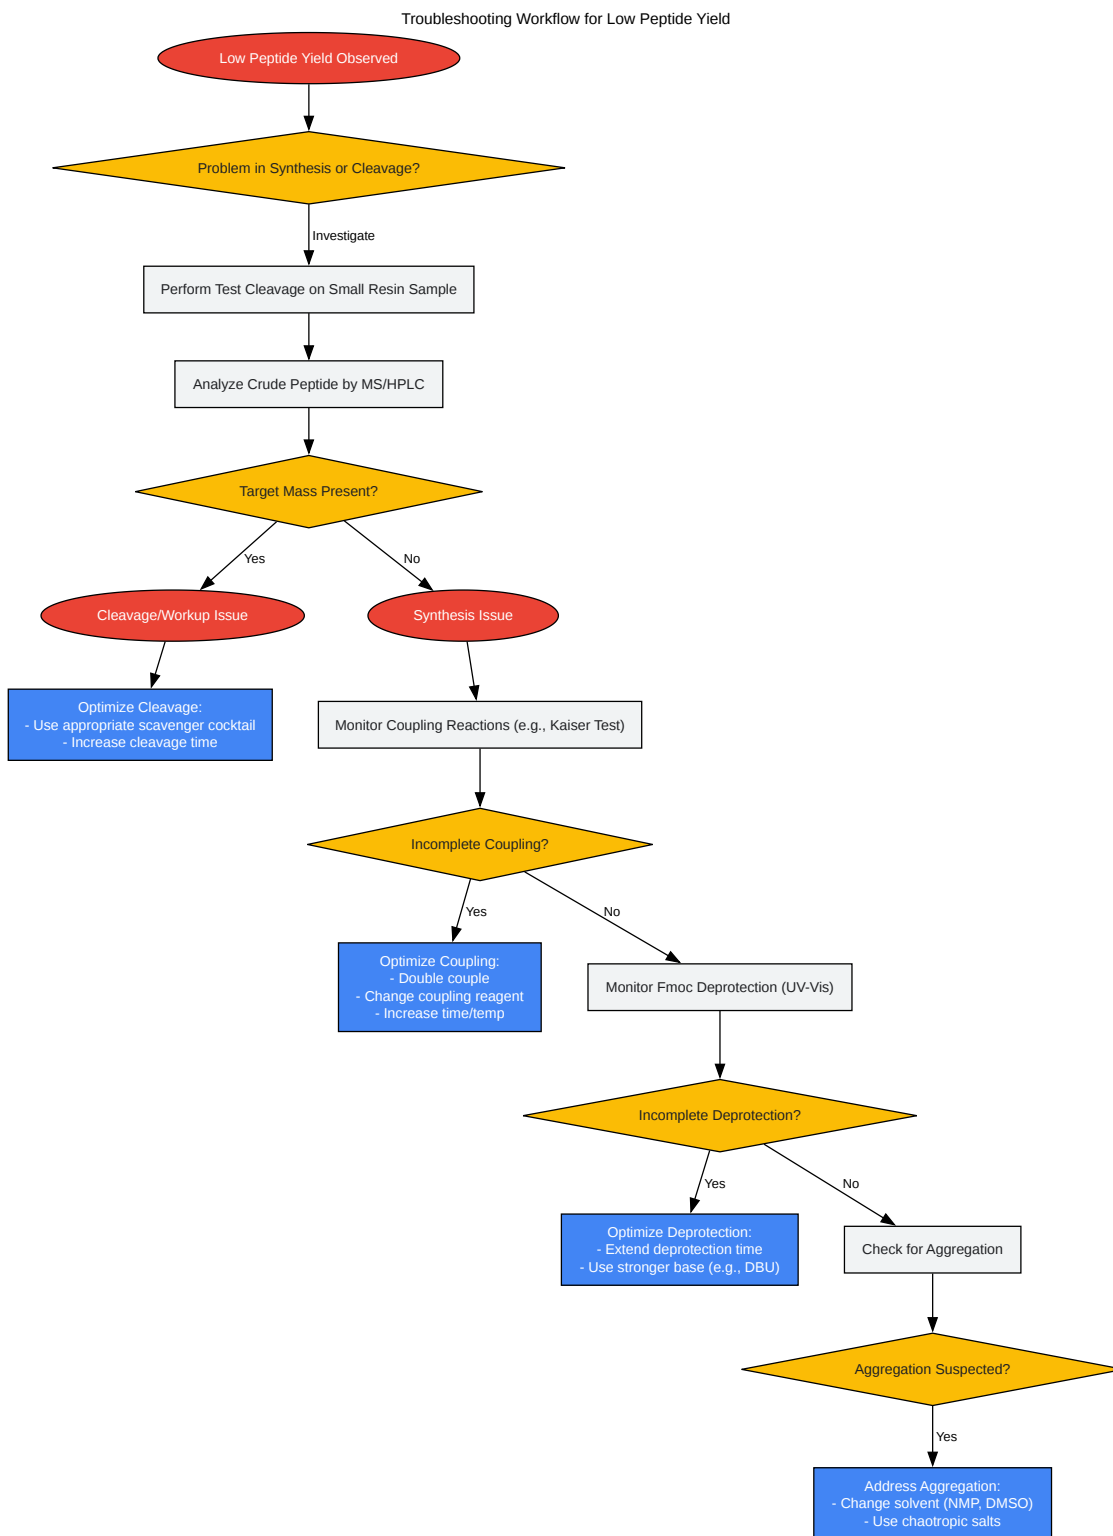 Troubleshooting Workflow for Low Peptide Yield
Low Peptide Yield Observed
Problem in Synthesis or Cleavage?
Investigate
Perform Test Cleavage on Small Resin Sample
Analyze Crude Peptide by MS/HPLC
Target Mass Present?
Yes
No
Cleavage/Workup Issue
Synthesis Issue
Optimize Cleavage:
- Use appropriate scavenger cocktail
- Increase cleavage time
Monitor Coupling Reactions (e.g., Kaiser Test)
Incomplete Coupling?
Yes
No
Optimize Coupling:
- Double couple
- Change coupling reagent
- Increase time/temp
Monitor Fmoc Deprotection (UV-Vis)
Incomplete Deprotection?
Yes
No
Optimize Deprotection:
- Extend deprotection time
- Use stronger base (e.g., DBU)
Check for Aggregation
Aggregation Suspected?
Yes
Address Aggregation:
- Change solvent (NMP, DMSO)
- Use chaotropic salts